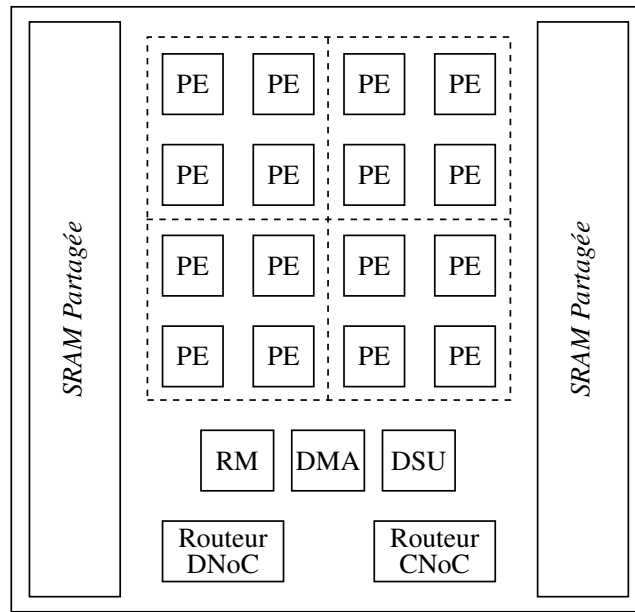 SRAM Partagée
PE PE PE PE
PE PE PE PE
PE PE PE PE
PE PE PE PE
SRAM Partagée
RM DMA DSU
Routeur DNoC
Routeur CNoC